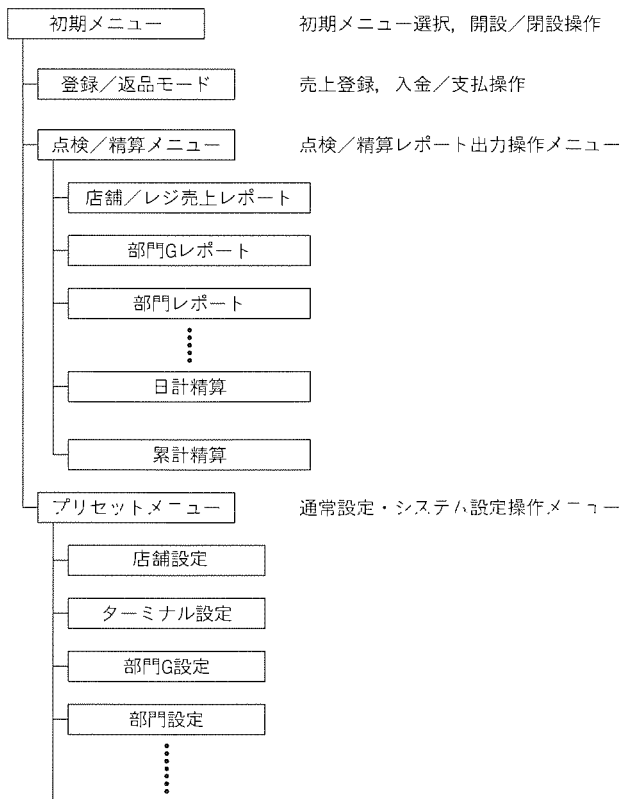 初期メニュー 初期メニュー選択，開設／閉設操作
登録／返品モード 売上登録，入金／支払操作
点検／精算メニュー 点検／精算レポート出力操作メニュー
店舗／レジ売上レポート
部門Gレポート
部門レポート
日計精算
累計精算
プリセットメニュー 通常設定・システム設定操作メニュー
店舗設定
ターミナル設定
部門G設定
部門設定